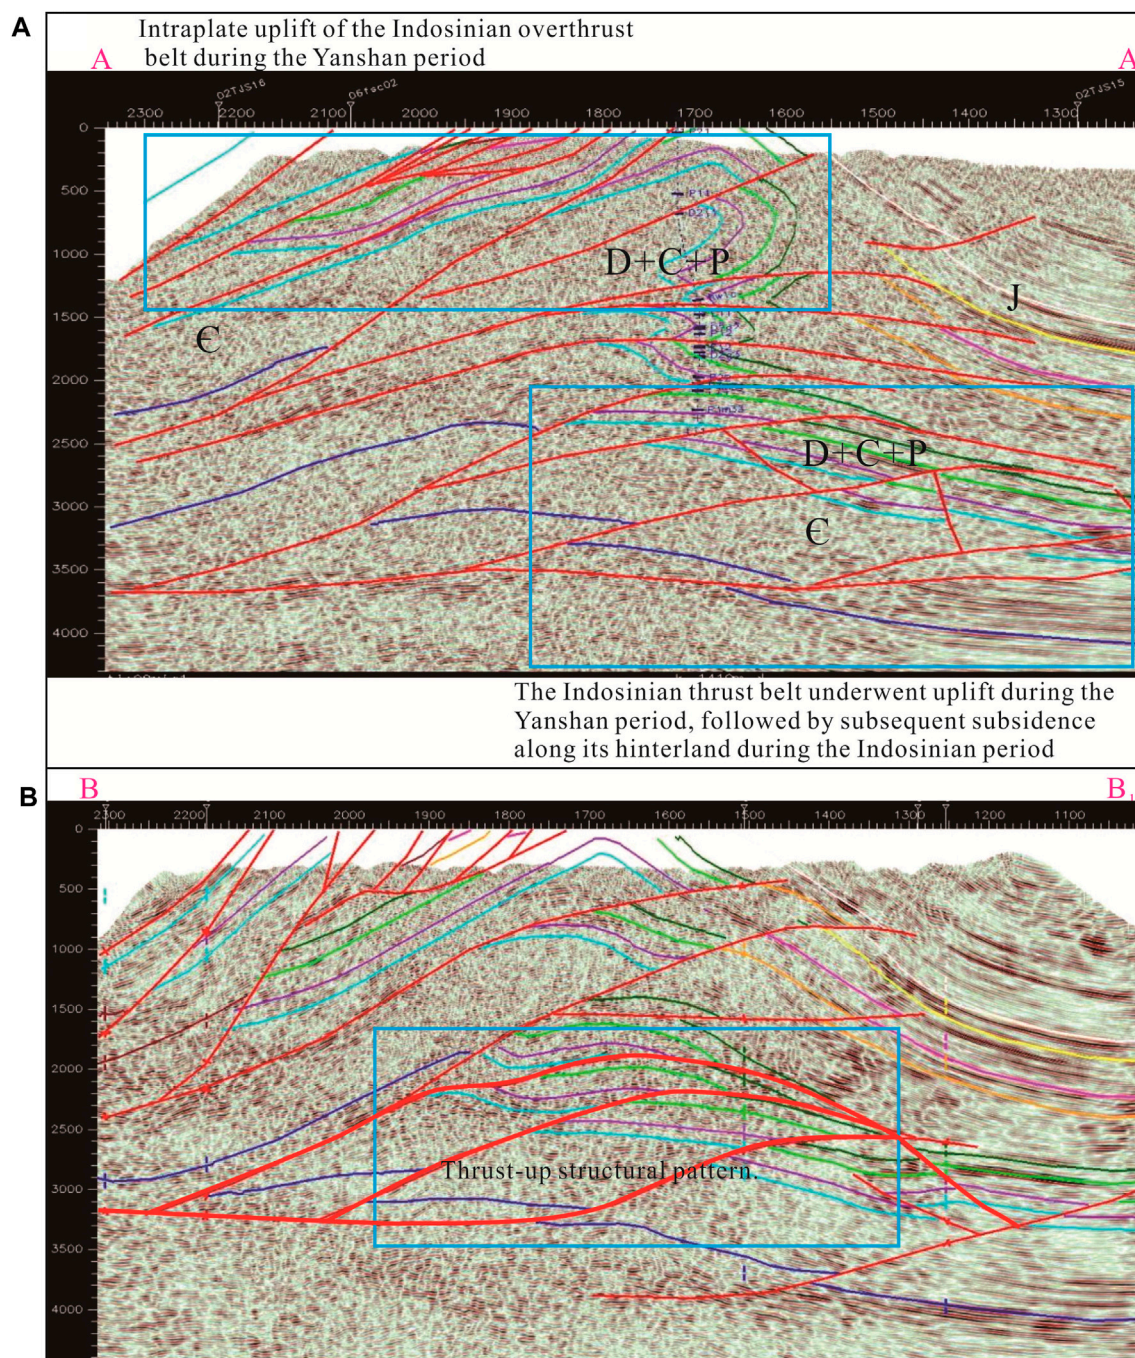 A
Intraplate uplift of the Indosinian overthrust
belt during the Yanshan period
A
A
02TJS16
02TJS15
2300 2200 2100 2000 1900 1800 1700 1600 1500 1400 1300
0
500
1000
1500
2000
2500
3000
3500
4000
D+C+P
J
Є
D+C+P
Є
The Indosinian thrust belt underwent uplift during the
Yanshan period, followed by subsequent subsidence
along its hinterland during the Indosinian period
B
B
B
2300 2200 2100 2000 1900 1800 1700 1600 1500 1400 1300 1200 1100
0
500
1000
1500
2000
2500
3000
3500
4000
Thrust-up structural pattern.